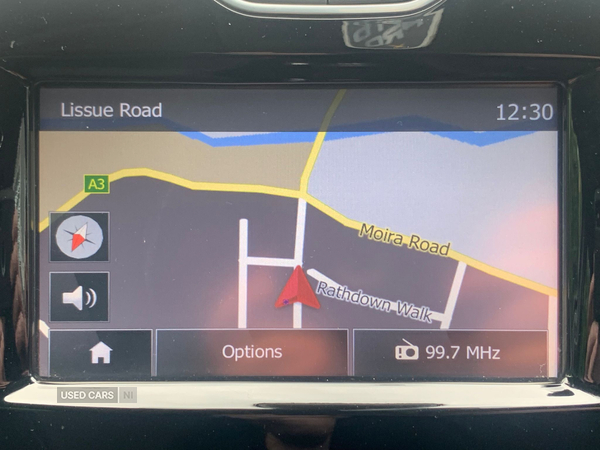 Lissue Road
12:30
A3
Moira Road
Rathdown Walk
Options
99.7 MHz
USED CARS NI